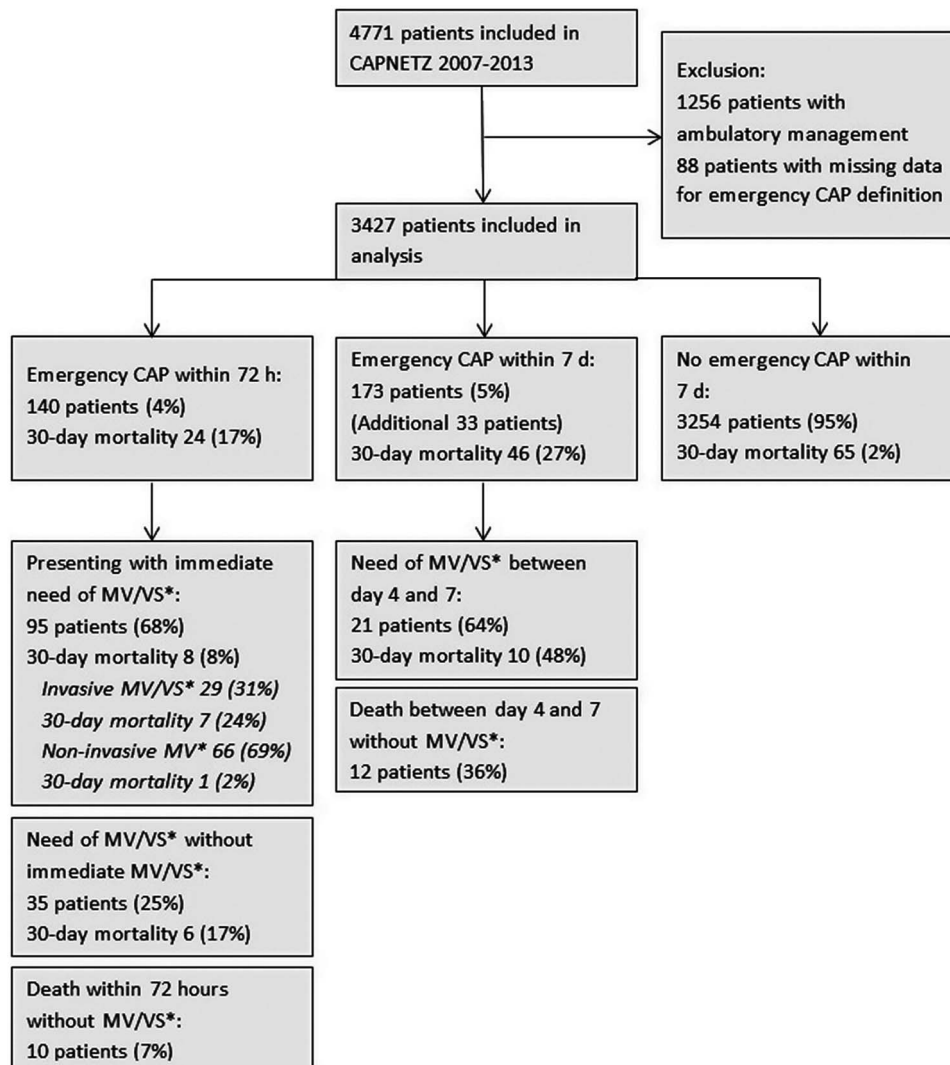 4771 patients included in
CAPNETZ 2007-2013
Exclusion:
1256 patients with
ambulatory management
88 patients with missing data
for emergency CAP definition
3427 patients included in
analysis
Emergency CAP within 72 h:
140 patients (4%)
30-day mortality 24 (17%)
Emergency CAP within 7 d:
173 patients (5%)
(Additional 33 patients)
30-day mortality 46 (27%)
No emergency CAP within
7 d:
3254 patients (95%)
30-day mortality 65 (2%)
Presenting with immediate
need of MV/VS*:
95 patients (68%)
30-day mortality 8 (8%)
Invasive MV/VS* 29 (31%)
30-day mortality 7 (24%)
Non-invasive MV* 66 (69%)
30-day mortality 1 (2%)
Need of MV/VS* between
day 4 and 7:
21 patients (64%)
30-day mortality 10 (48%)
Death between day 4 and 7
without MV/VS*:
12 patients (36%)
Need of MV/VS* without
immediate MV/VS*:
35 patients (25%)
30-day mortality 6 (17%)
Death within 72 hours
without MV/VS*:
10 patients (7%)